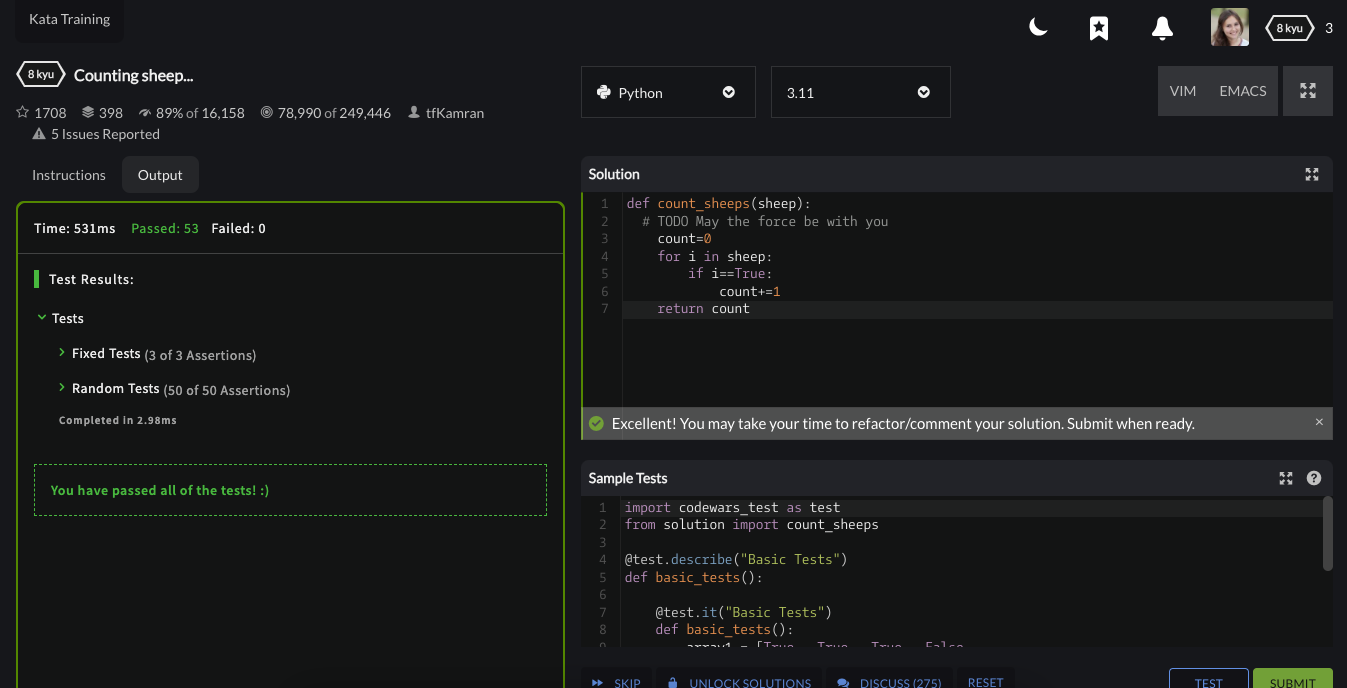 Kata Training
8 kyu
3
8 kyu Counting sheep...
1708 398 89% of 16,158 78,990 of 249,446 tfKamran
5 Issues Reported
Python
3.11
VIM EMACS
Instructions Output
Time: 531ms Passed: 53 Failed: 0
Test Results:
Tests
Fixed Tests (3 of 3 Assertions)
Random Tests (50 of 50 Assertions)
Completed in 2.98ms
You have passed all of the tests! :)
Solution
1 def count_sheeps(sheep):
2 # TODO May the force be with you
3 count=0
4 for i in sheep:
5 if i==True:
6 count+=1
7 return count
Excellent! You may take your time to refactor/comment your solution. Submit when ready. ×
Sample Tests
1 import codewars_test as test
2 from solution import count_sheeps
3
4 @test.describe("Basic Tests")
5 def basic_tests():
6
7 @test.it("Basic Tests")
8 def basic_tests():
9 array1 = [True, True, True, False,
SKIP UNLOCK SOLUTIONS DISCUSS (275) RESET TEST SUBMIT